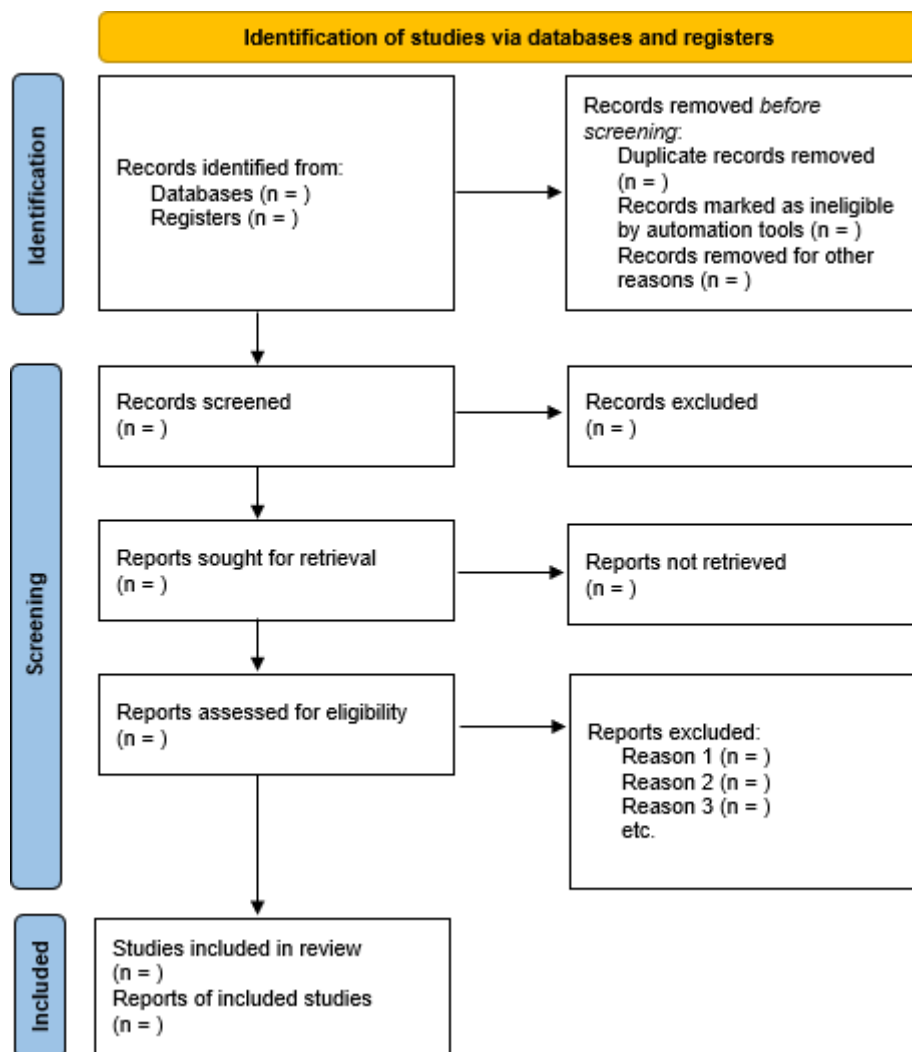 Identification of studies via databases and registers
Identification
Records identified from:
Databases (n = )
Registers (n = )
Records removed before
screening:
Duplicate records removed
(n = )
Records marked as ineligible
by automation tools (n = )
Records removed for other
reasons (n = )
Screening
Records screened
(n = )
Records excluded
(n = )
Reports sought for retrieval
(n = )
Reports not retrieved
(n = )
Reports assessed for eligibility
(n = )
Reports excluded:
Reason 1 (n = )
Reason 2 (n = )
Reason 3 (n = )
etc.
Included
Studies included in review
(n = )
Reports of included studies
(n = )